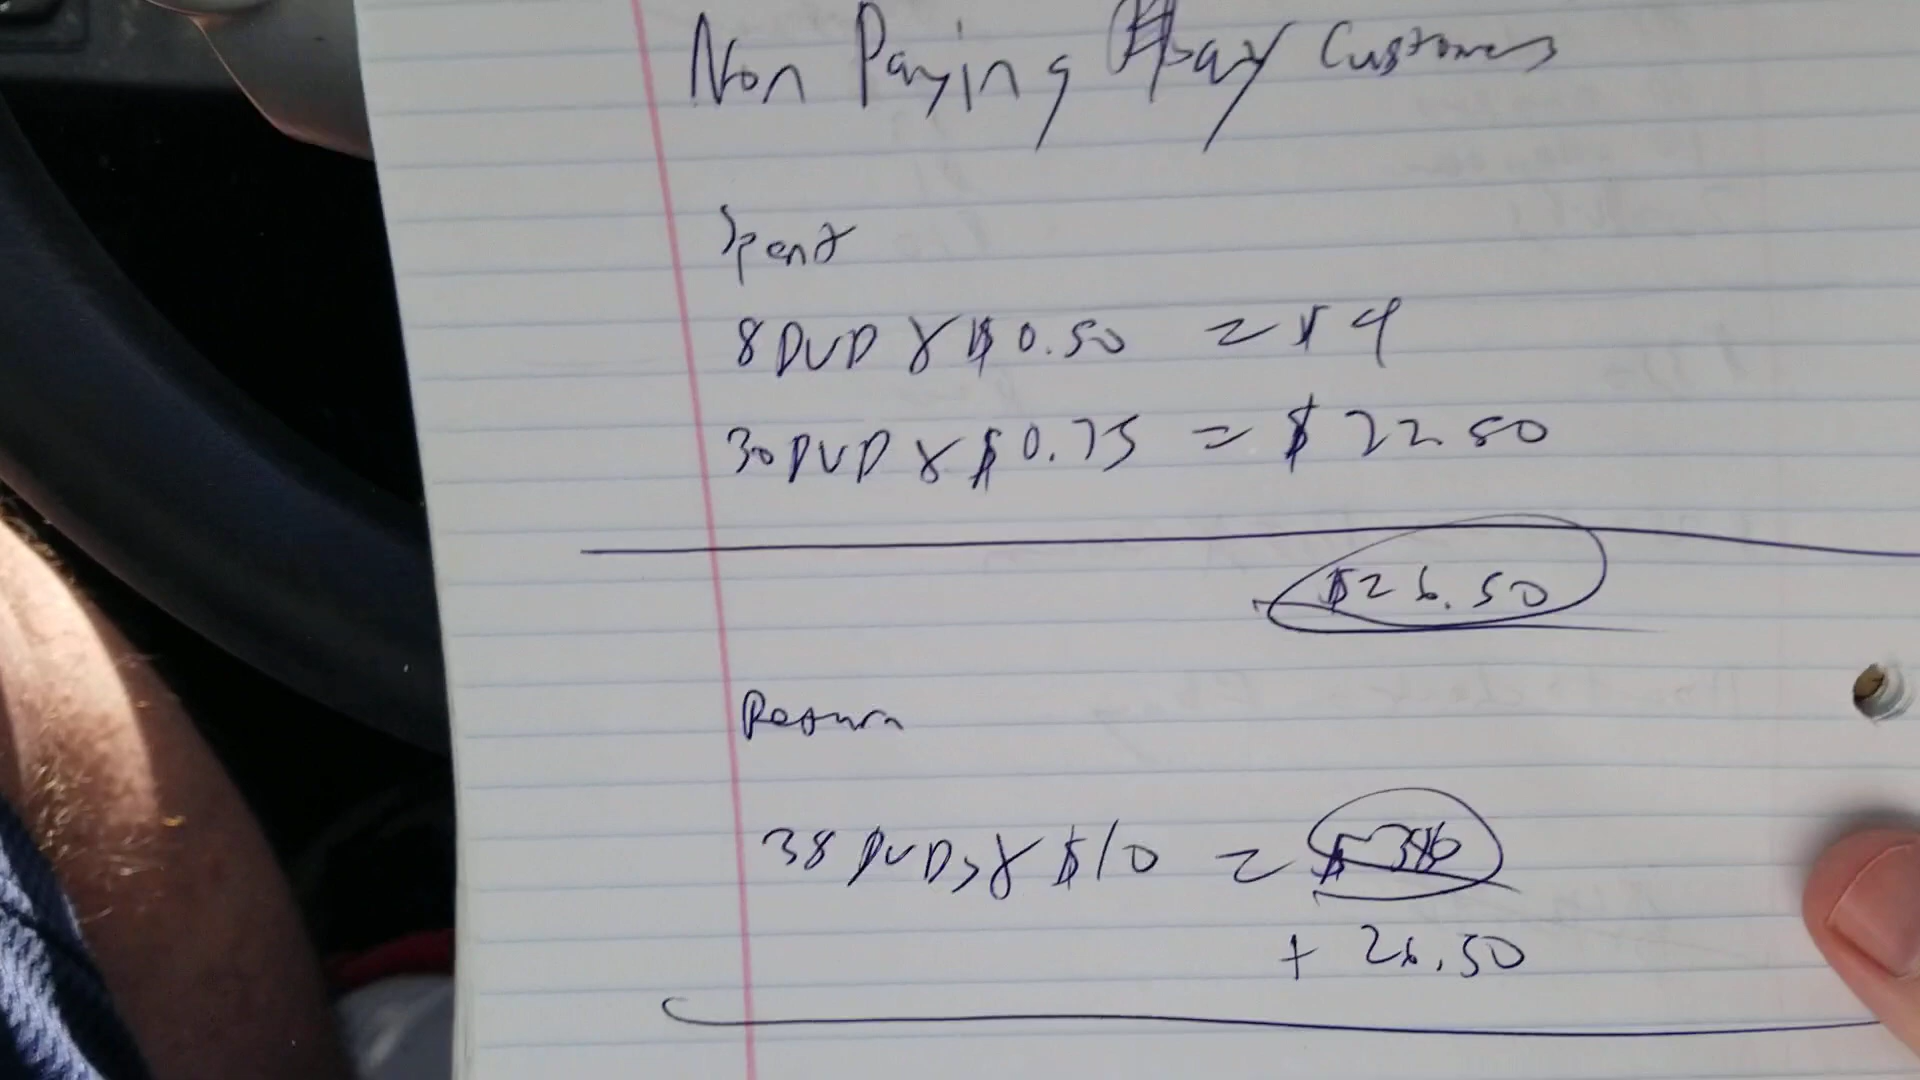 Non Paying Ebay Customers
Spent
8 DVD x $0.50 = $4
30 DVD x $0.75 = $22.50
$26.50
Return
38 DVDs x $10 =
+ 26.50